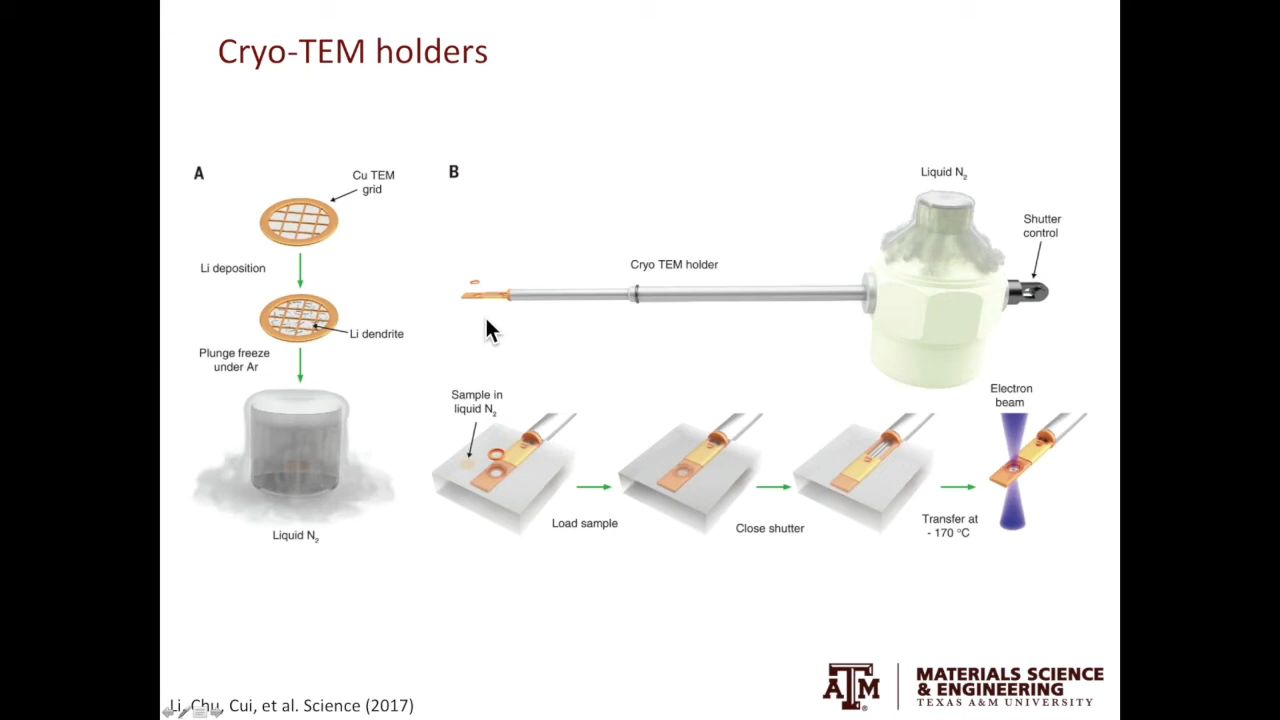 Cryo-TEM holders
A
Cu TEM
grid
Li deposition
Li dendrite
Plunge freeze
under Ar
Liquid N₂
B
Liquid N₂
Shutter
control
Cryo TEM holder
Sample in
liquid N₂
Load sample
Close shutter
Transfer at
- 170 °C
Electron
beam
Li, Chu, Cui, et al. Science (2017)
A|M
®
MATERIALS SCIENCE
& ENGINEERING
TEXAS A&M UNIVERSITY